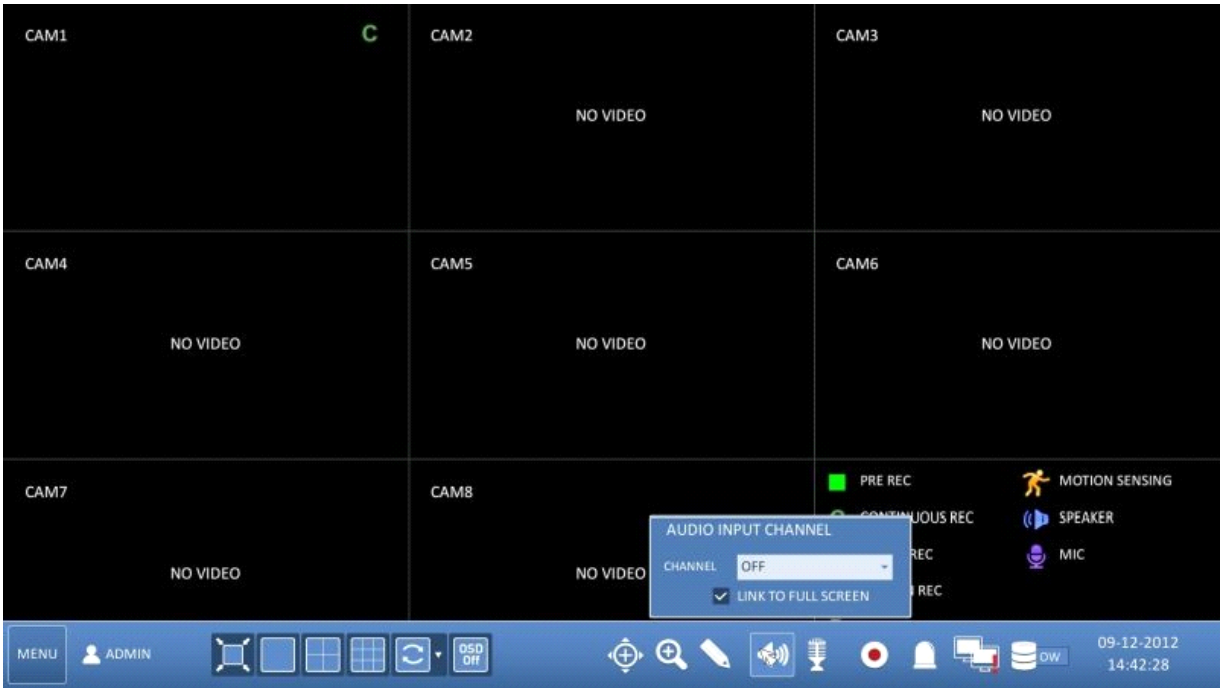 CAM1 C CAM2 CAM3
NO VIDEO NO VIDEO
CAM4 CAM5 CAM6
NO VIDEO NO VIDEO NO VIDEO
CAM7 CAM8
PRE REC MOTION SENSING
REC SPEAKER
REC MIC
REC
NO VIDEO NO VIDEO
AUDIO INPUT CHANNEL
CHANNEL OFF
LINK TO FULL SCREEN
MENU ADMIN OSD Off OW 09-12-2012
14:42:28